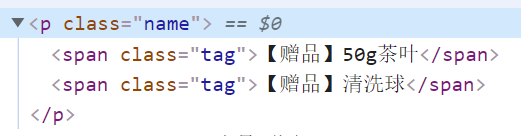 ▼<p class="name"> == $0
<span class="tag">【赠品】50g茶叶</span>
<span class="tag">【赠品】清洗球</span>
</p>